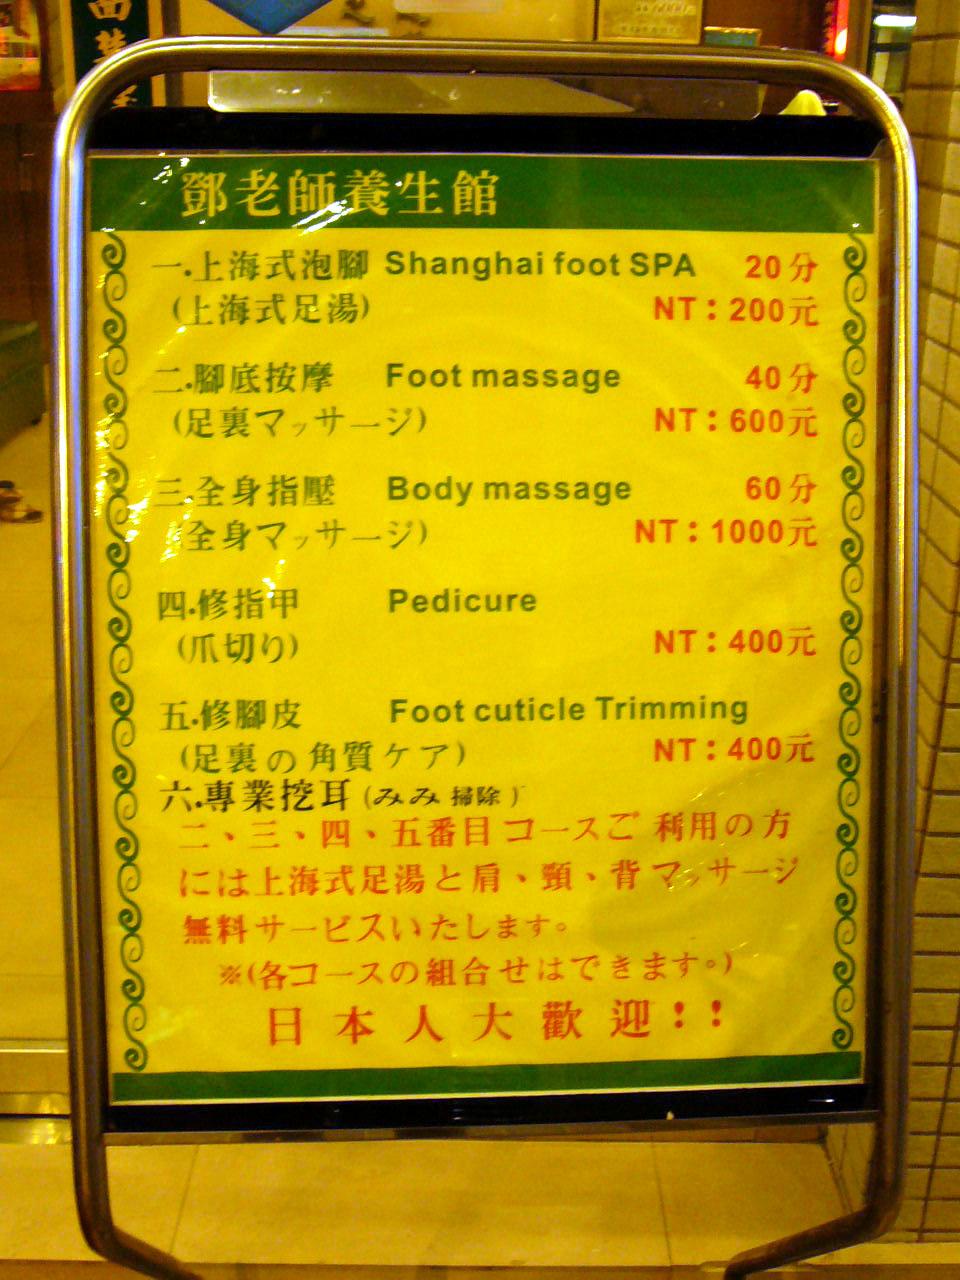 鄧老師養生館
一.上海式泡腳 Shanghai foot SPA 20分
(上海式足湯) NT：200元
二.腳底按摩 Foot massage 40分
(足裏マッサージ) NT：600元
三.全身指壓 Body massage 60分
(全身マッサージ) NT：1000元
四.修指甲 Pedicure
(爪切り) NT：400元
五.修腳皮 Foot cuticle Trimming
(足裏の角質ケア) NT：400元
六.專業挖耳(みみ掃除)
二、三、四、五番目コースご利用の方
には上海式足湯と肩、頸、背マッサージ
無料サービスいたします。
※(各コースの組合せはできます。)
日本人大歡迎！！